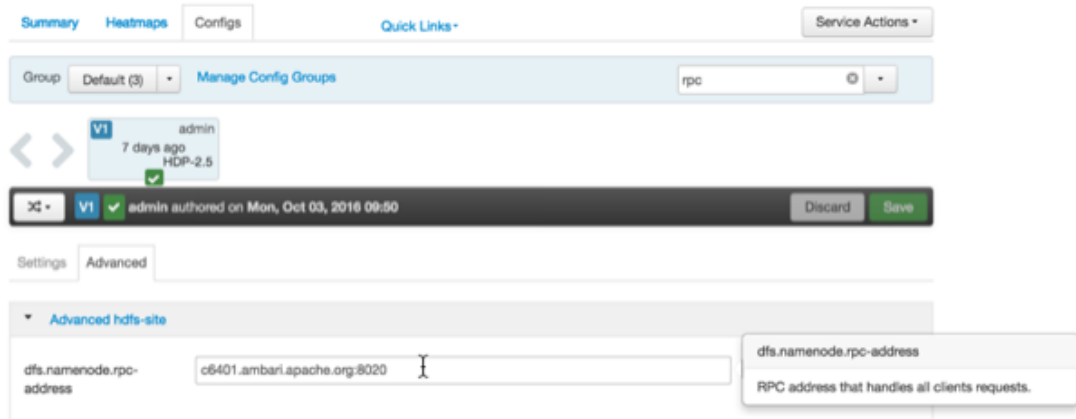 Summary Heatmaps Configs Quick Links Service Actions
Group Default (3) Manage Config Groups rpc
V1 admin
7 days ago
HDP-2.5
V1 admin authored on Mon, Oct 03, 2016 09:50 Discard Save
Settings Advanced
Advanced hdfs-site
dfs.namenode.rpc-address
dfs.namenode.rpc- c6401.ambari.apache.org:8020
address
RPC address that handles all clients requests.